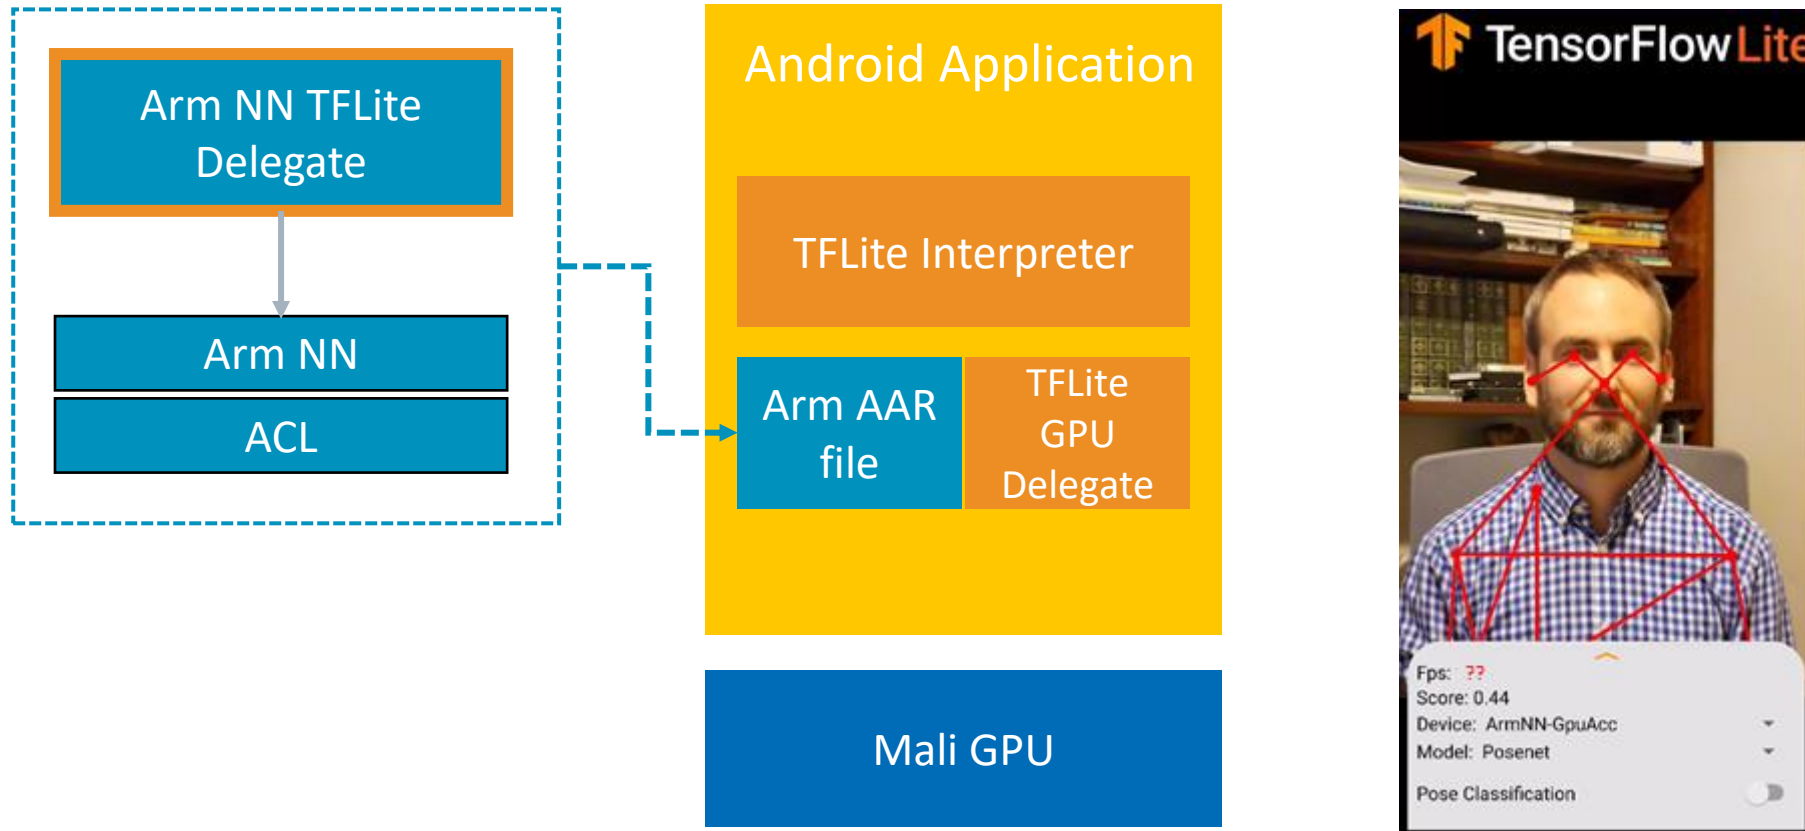 Arm NN TFLite
Delegate
Arm NN
ACL
Android Application
TFLite Interpreter
Arm AAR
file
TFLite
GPU
Delegate
Mali GPU
TensorFlow Lite
Fps: ??
Score: 0.44
Device: ArmNN-GpuAcc
Model: Posenet
Pose Classification